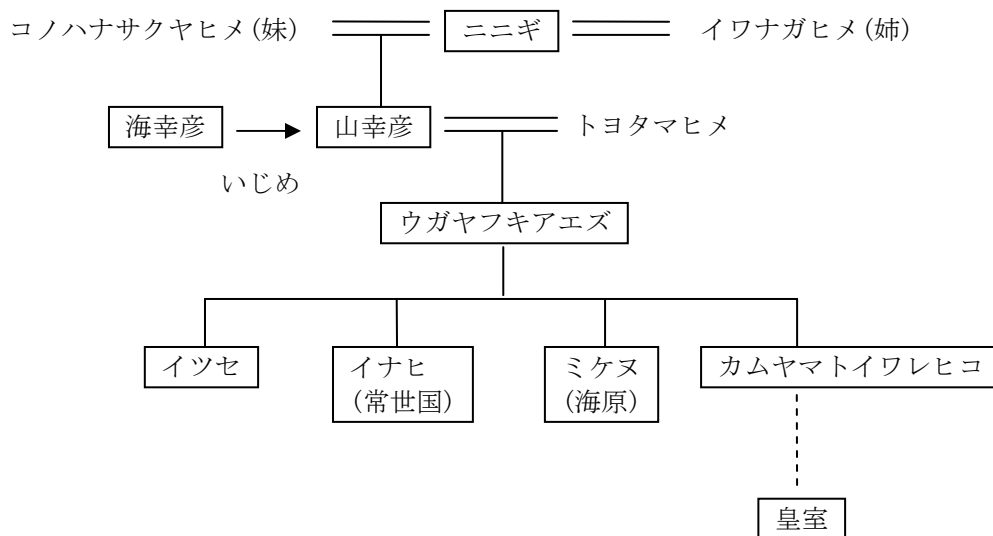 コノハナサクヤヒメ(妹)
ニニギ
イワナガヒメ(姉)
海幸彦
山幸彦
トヨタマヒメ
いじめ
ウガヤフキアエズ
イツセ
イナヒ
(常世国)
ミケヌ
(海原)
カムヤマトイワレヒコ
皇室